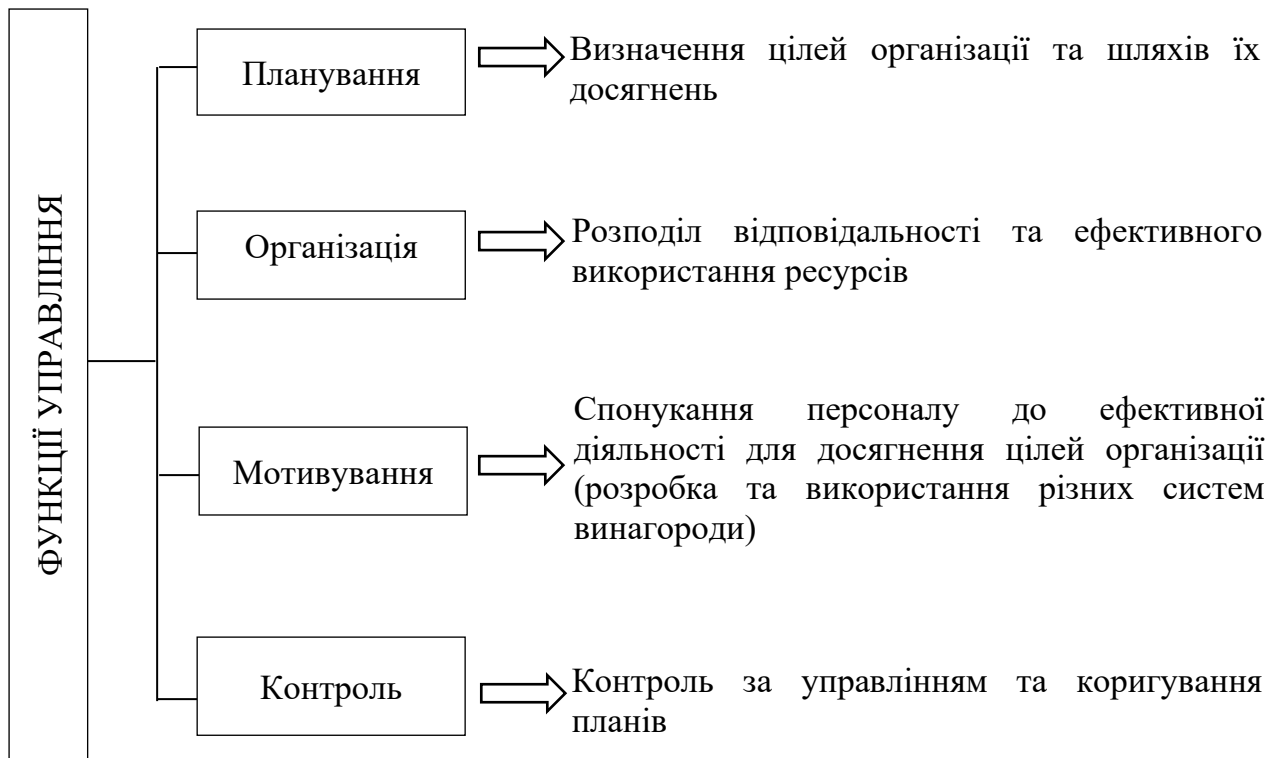 ФУНКЦІЇ УПРАВЛІННЯ
Планування
Визначення цілей організації та шляхів їх
досягнень
Організація
Розподіл відповідальності та ефективного
використання ресурсів
Мотивування
Спонукання персоналу до ефективної
діяльності для досягнення цілей організації
(розробка та використання різних систем
винагороди)
Контроль
Контроль за управлінням та коригування
планів